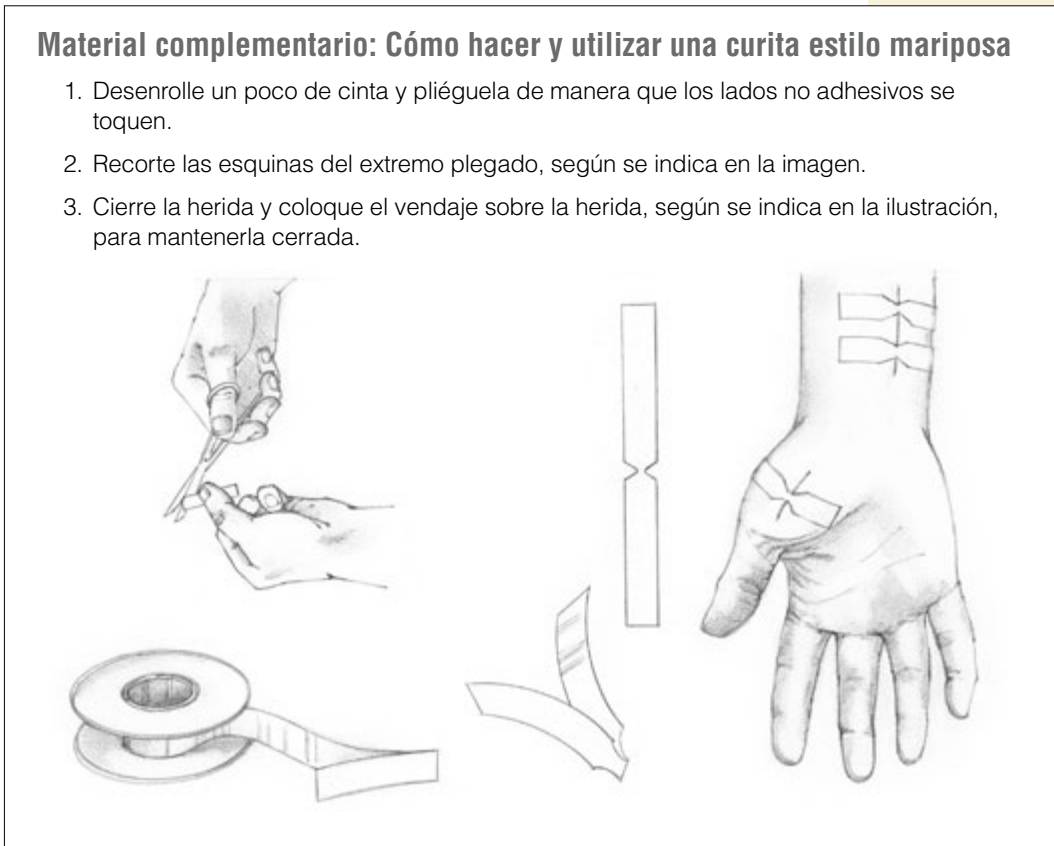 Material complementario: Cómo hacer y utilizar una curita estilo mariposa
1. Desenrolle un poco de cinta y pliéguela de manera que los lados no adhesivos se
toquen.
2. Recorte las esquinas del extremo plegado, según se indica en la imagen.
3. Cierre la herida y coloque el vendaje sobre la herida, según se indica en la ilustración,
para mantenerla cerrada.